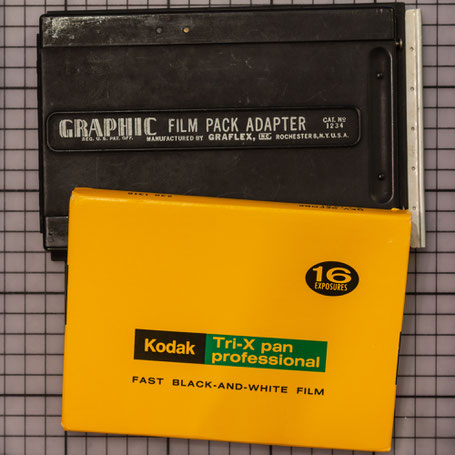 GRAPHIC FILM PACK ADAPTER CAT. NO 1234
REG. U.S. PAT. OFF. MANUFACTURED BY GRAFLEX, INC. ROCHESTER 8, N.Y. U.S.A.
16
EXPOSURES
Kodak Tri-X pan
professional
FAST BLACK-AND-WHITE FILM